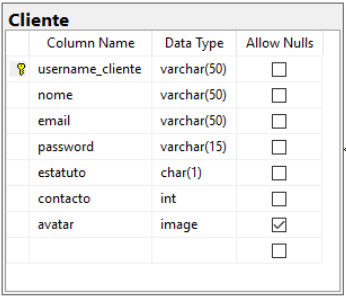 Cliente
Column Name Data Type Allow Nulls
username_cliente varchar(50)
nome varchar(50)
email varchar(50)
password varchar(15)
estatuto char(1)
contacto int
avatar image